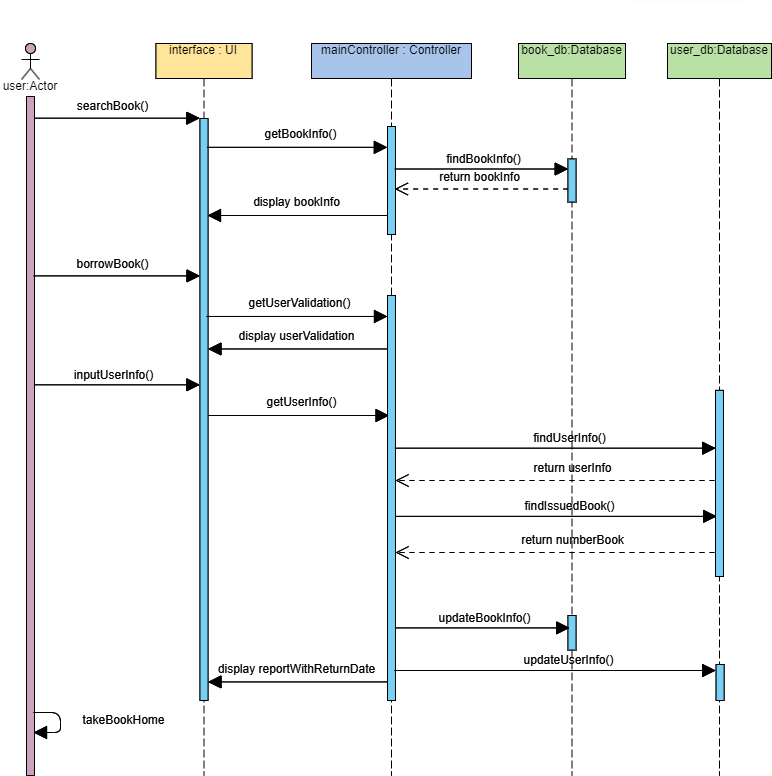 interface : UI
mainController : Controller
book_db:Database
user_db:Database
user:Actor
searchBook()
getBookInfo()
findBookInfo()
return bookInfo
display bookInfo
borrowBook()
getUserValidation()
display userValidation
inputUserInfo()
getUserInfo()
findUserInfo()
return userInfo
findIssuedBook()
return numberBook
updateBookInfo()
updateUserInfo()
display reportWithReturnDate
takeBookHome